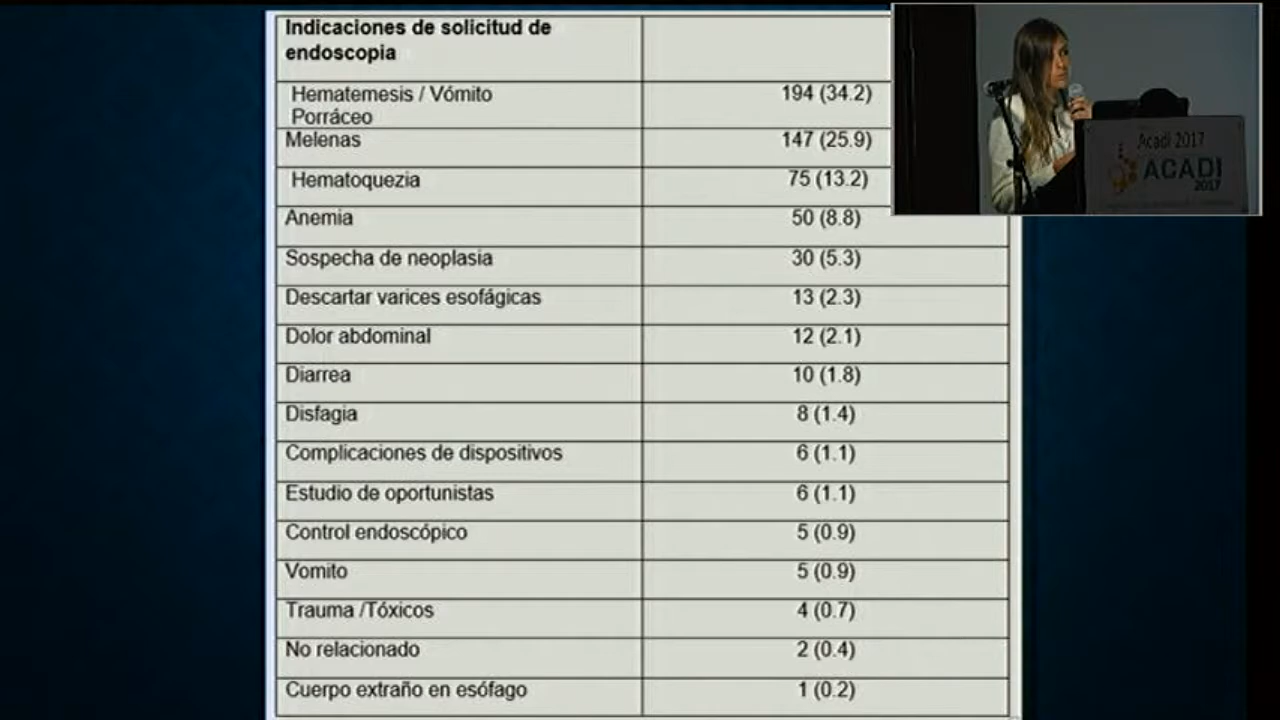 Indicaciones de solicitud de
endoscopia
Hematemesis / Vómito
Porráceo
194 (34.2)
Melenas
147 (25.9)
Hematoquezia
75 (13.2)
Anemia
50 (8.8)
Sospecha de neoplasia
30 (5.3)
Descartar varices esofágicas
13 (2.3)
Dolor abdominal
12 (2.1)
Diarrea
10 (1.8)
Disfagia
8 (1.4)
Complicaciones de dispositivos
6 (1.1)
Estudio de oportunistas
6 (1.1)
Control endoscópico
5 (0.9)
Vomito
5 (0.9)
Trauma /Tóxicos
4 (0.7)
No relacionado
2 (0.4)
Cuerpo extraño en esófago
1 (0.2)
Acadi 2017
ACADI
2017